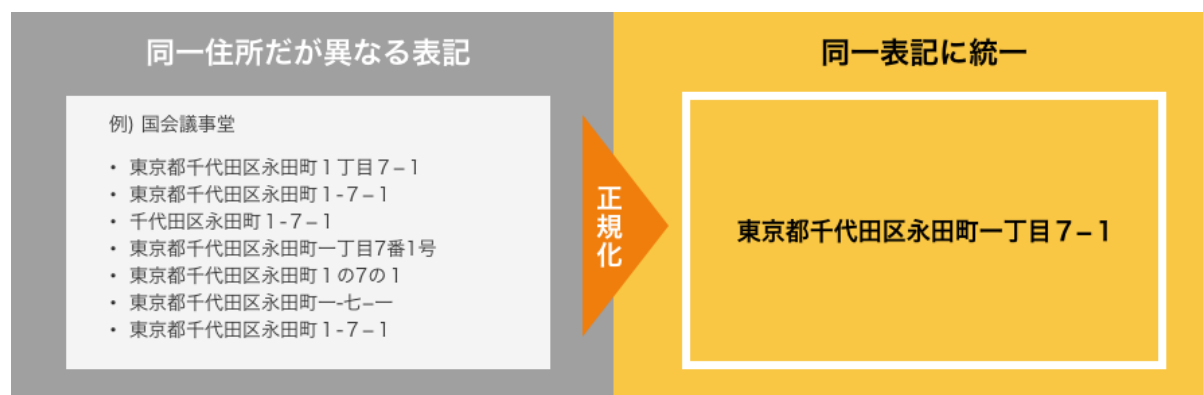 同一住所だが異なる表記
例) 国会議事堂
・ 東京都千代田区永田町１丁目７−１
・ 東京都千代田区永田町１-７−１
・ 千代田区永田町１-７−１
・ 東京都千代田区永田町一丁目7番1号
・ 東京都千代田区永田町１の7の１
・ 東京都千代田区永田町一-七−一
・ 東京都千代田区永田町１-７−１
正規化
同一表記に統一
東京都千代田区永田町一丁目７−１